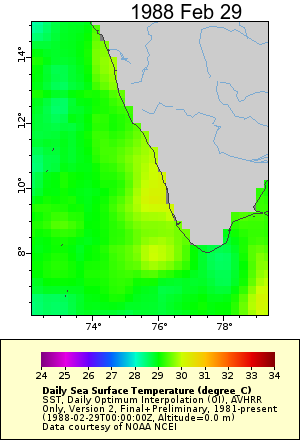 1988 Feb 29
14°
12°
10°
8°
74°
76°
78°
24 25 26 27 28 29 30 31 32 33 34
Daily Sea Surface Temperature (degree_C)
SST, Daily Optimum Interpolation (OI), AVHRR
Only, Version 2, Final+Preliminary, 1981-present
(1988-02-29T00:00:00Z, Altitude=0.0 m)
Data courtesy of NOAA NCEI